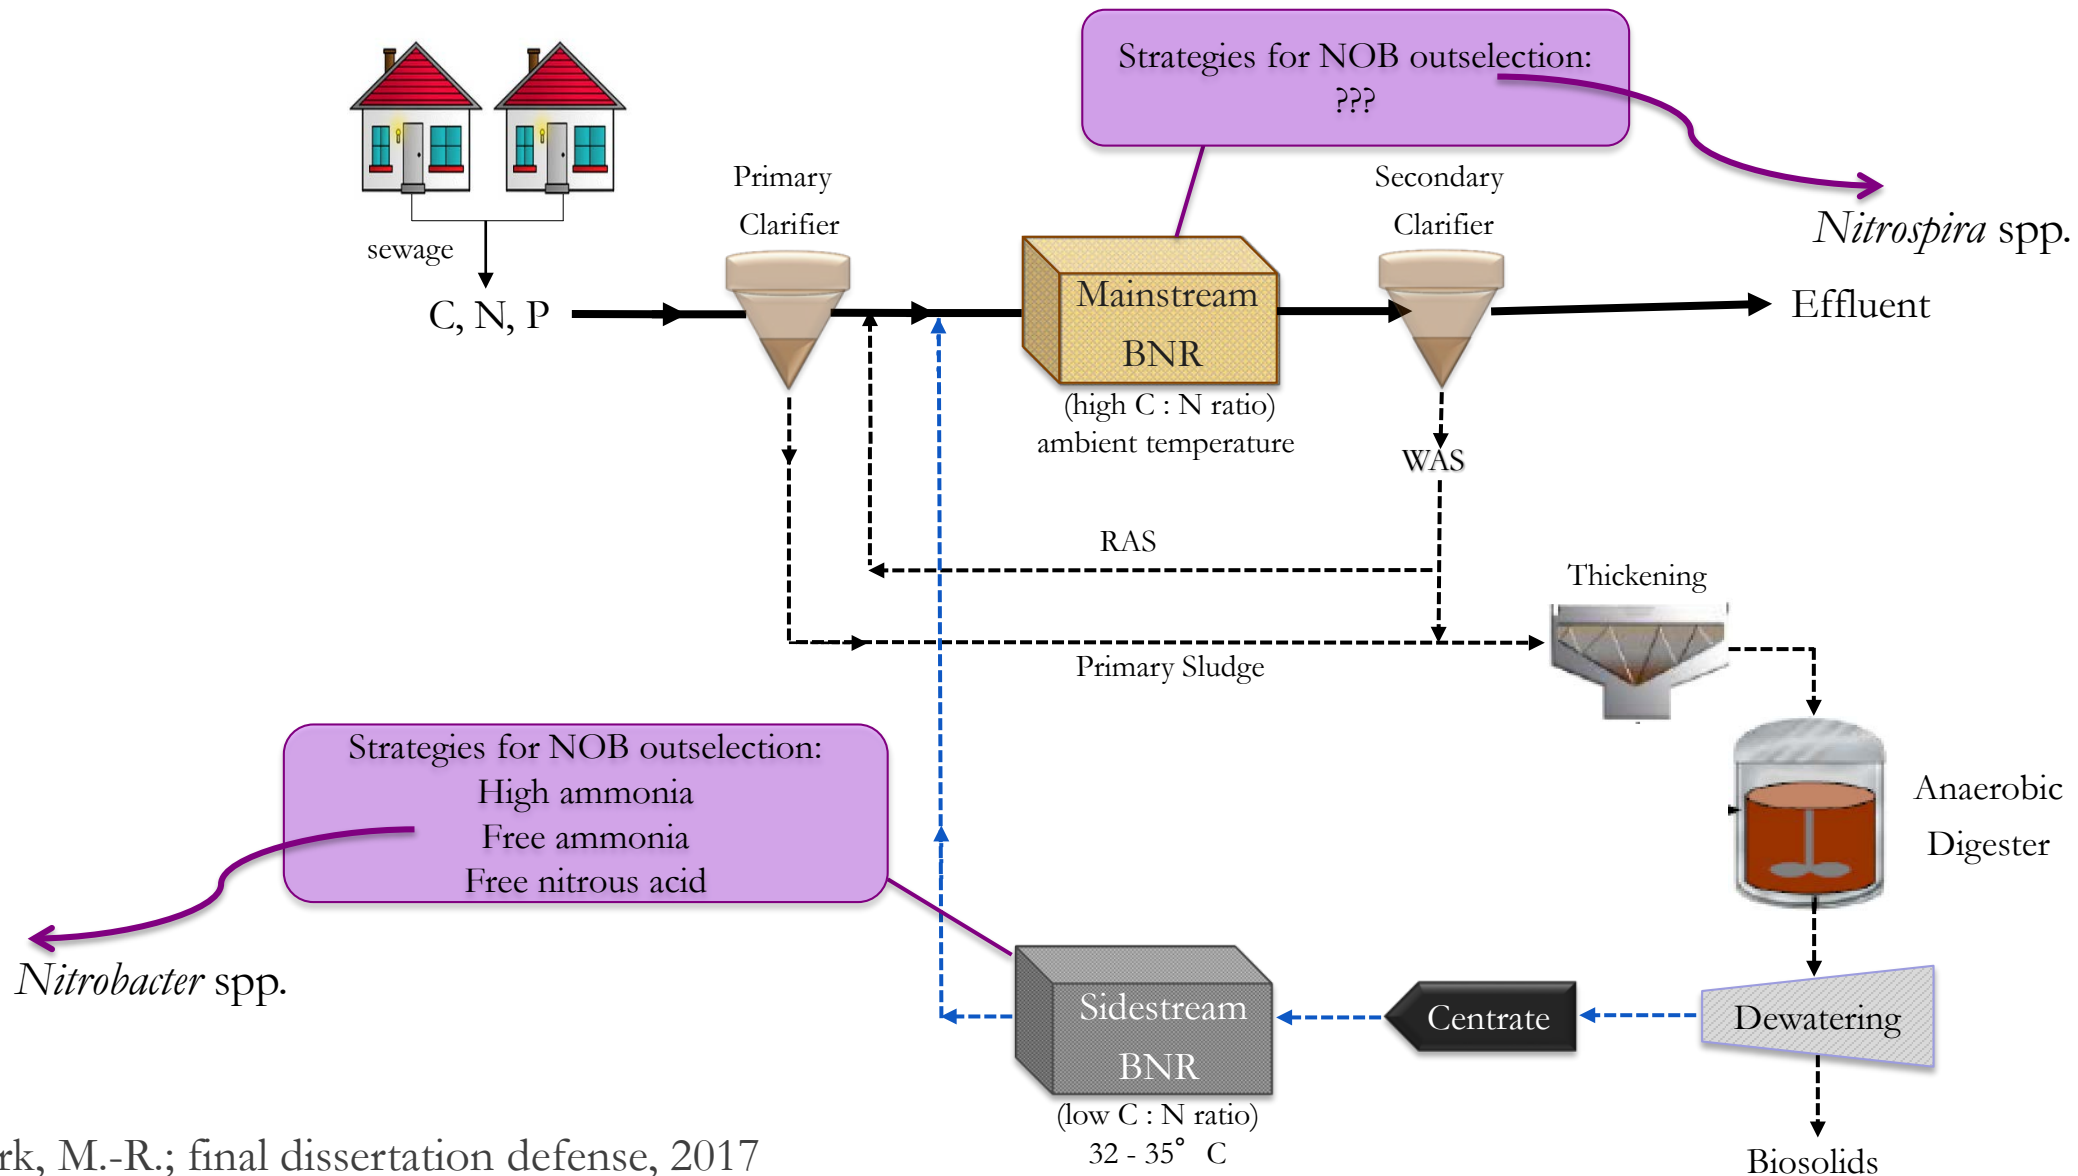 Strategies for NOB outselection:
???
Primary
Clarifier
Secondary
Clarifier
Nitrospira spp.
sewage
C, N, P
Mainstream
BNR
Effluent
(high C : N ratio)
ambient temperature
WAS
RAS
Thickening
Primary Sludge
Strategies for NOB outselection:
High ammonia
Free ammonia
Free nitrous acid
Anaerobic
Digester
Nitrobacter spp.
Sidestream
BNR
Centrate
Dewatering
(low C : N ratio)
32 - 35° C
Biosolids
rk, M.-R.; final dissertation defense, 2017